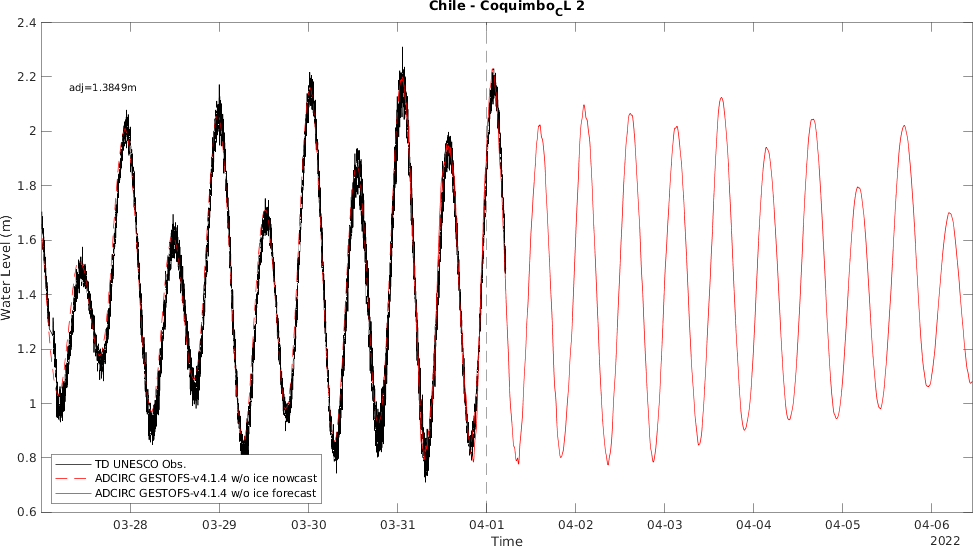 Chile - Coquimbo_CL 2
2.4
2.2
2
1.8
1.6
1.4
1.2
1
0.8
0.6
Water Level (m)
adj=1.3849m
TD UNESCO Obs.
ADCIRC GESTOFS-v4.1.4 w/o ice nowcast
ADCIRC GESTOFS-v4.1.4 w/o ice forecast
03-28 03-29 03-30 03-31 04-01 04-02 04-03 04-04 04-05 04-06
Time
2022